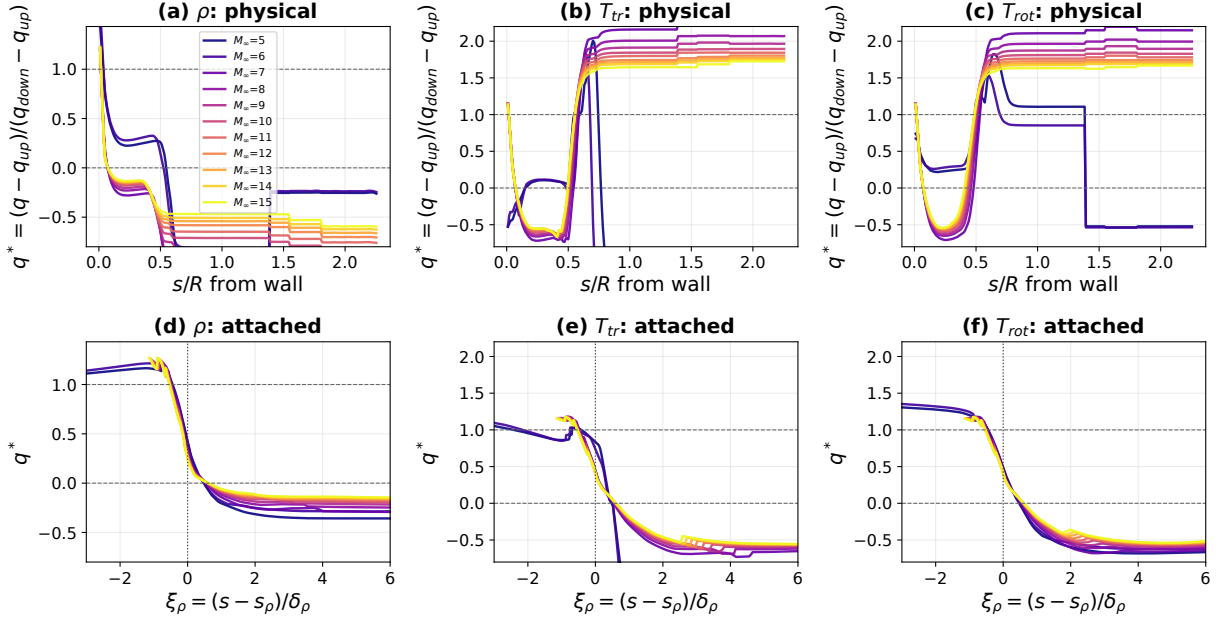 (a) ρ: physical
(b) T_tr: physical
(c) T_rot: physical
q* = (q − q_up)/(q_down − q_up)
1.0
0.5
0.0
−0.5
M∞=5
M∞=6
M∞=7
M∞=8
M∞=9
M∞=10
M∞=11
M∞=12
M∞=13
M∞=14
M∞=15
0.0 0.5 1.0 1.5 2.0
s/R from wall
q* = (q − q_up)/(q_down − q_up)
2.0
1.5
1.0
0.5
0.0
−0.5
0.0 0.5 1.0 1.5 2.0
s/R from wall
q* = (q − q_up)/(q_down − q_up)
2.0
1.5
1.0
0.5
0.0
−0.5
0.0 0.5 1.0 1.5 2.0
s/R from wall
(d) ρ: attached
(e) T_tr: attached
(f) T_rot: attached
q*
1.0
0.5
0.0
−0.5
−2 0 2 4 6
ξ_ρ = (s − s_ρ)/δ_ρ
q*
2.0
1.5
1.0
0.5
0.0
−0.5
−2 0 2 4 6
ξ_ρ = (s − s_ρ)/δ_ρ
q*
2.0
1.5
1.0
0.5
0.0
−0.5
−2 0 2 4 6
ξ_ρ = (s − s_ρ)/δ_ρ